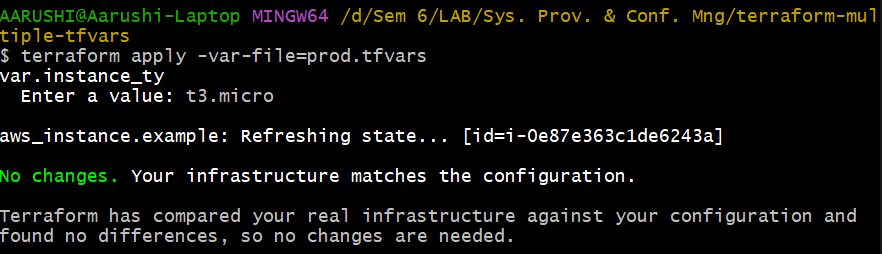 AARUSHI@Aarushi-Laptop MINGW64 /d/Sem 6/LAB/Sys. Prov. & Conf. Mng/terraform-mul
tiple-tfvars
$ terraform apply -var-file=prod.tfvars
var.instance_ty
  Enter a value: t3.micro

aws_instance.example: Refreshing state... [id=i-0e87e363c1de6243a]

No changes. Your infrastructure matches the configuration.

Terraform has compared your real infrastructure against your configuration and
found no differences, so no changes are needed.